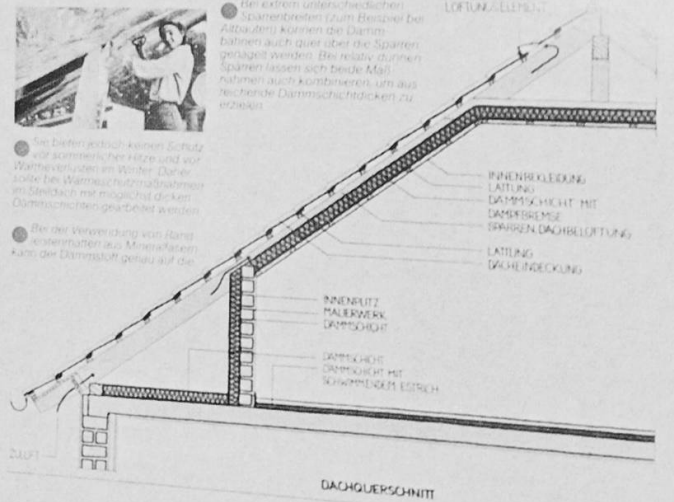 Bei extrem unterschiedlichen
Sparrenbreiten (zum Beispiel bei
Altbauten) können die Dämm-
bahnen auch quer über die Sparren
genagelt werden. Bei relativ dünnen
Sparren lassen sich beide Maß-
nahmen auch kombinieren, um aus-
reichende Dämmschichtdicken zu
erzielen.
Sie bieten jedoch keinen Schutz
vor sommerlicher Hitze und vor
Wärmeverlusten im Winter. Daher
sollte bei Wärmeschutzmaßnahmen
im Steildach mit möglichst dicken
Dämmschichten gearbeitet werden.
Bei der Verwendung von Rand-
leistenmatten aus Mineralfasern
kann der Dämmstoff genau auf die
LÜFTUNGSELEMENT
INNENBEKLEIDUNG
LATTUNG
DÄMMSCHICHT MIT
DAMPFBREMSE
SPARREN, DACHBELÜFTUNG
LATTUNG
DACHEINDECKUNG
INNENPUTZ
MAUERWERK
DÄMMSCHICHT
DÄMMSCHICHT
DÄMMSCHICHT MIT
SCHWIMMENDEM ESTRICH
ZULUFT
DACHQUERSCHNITT